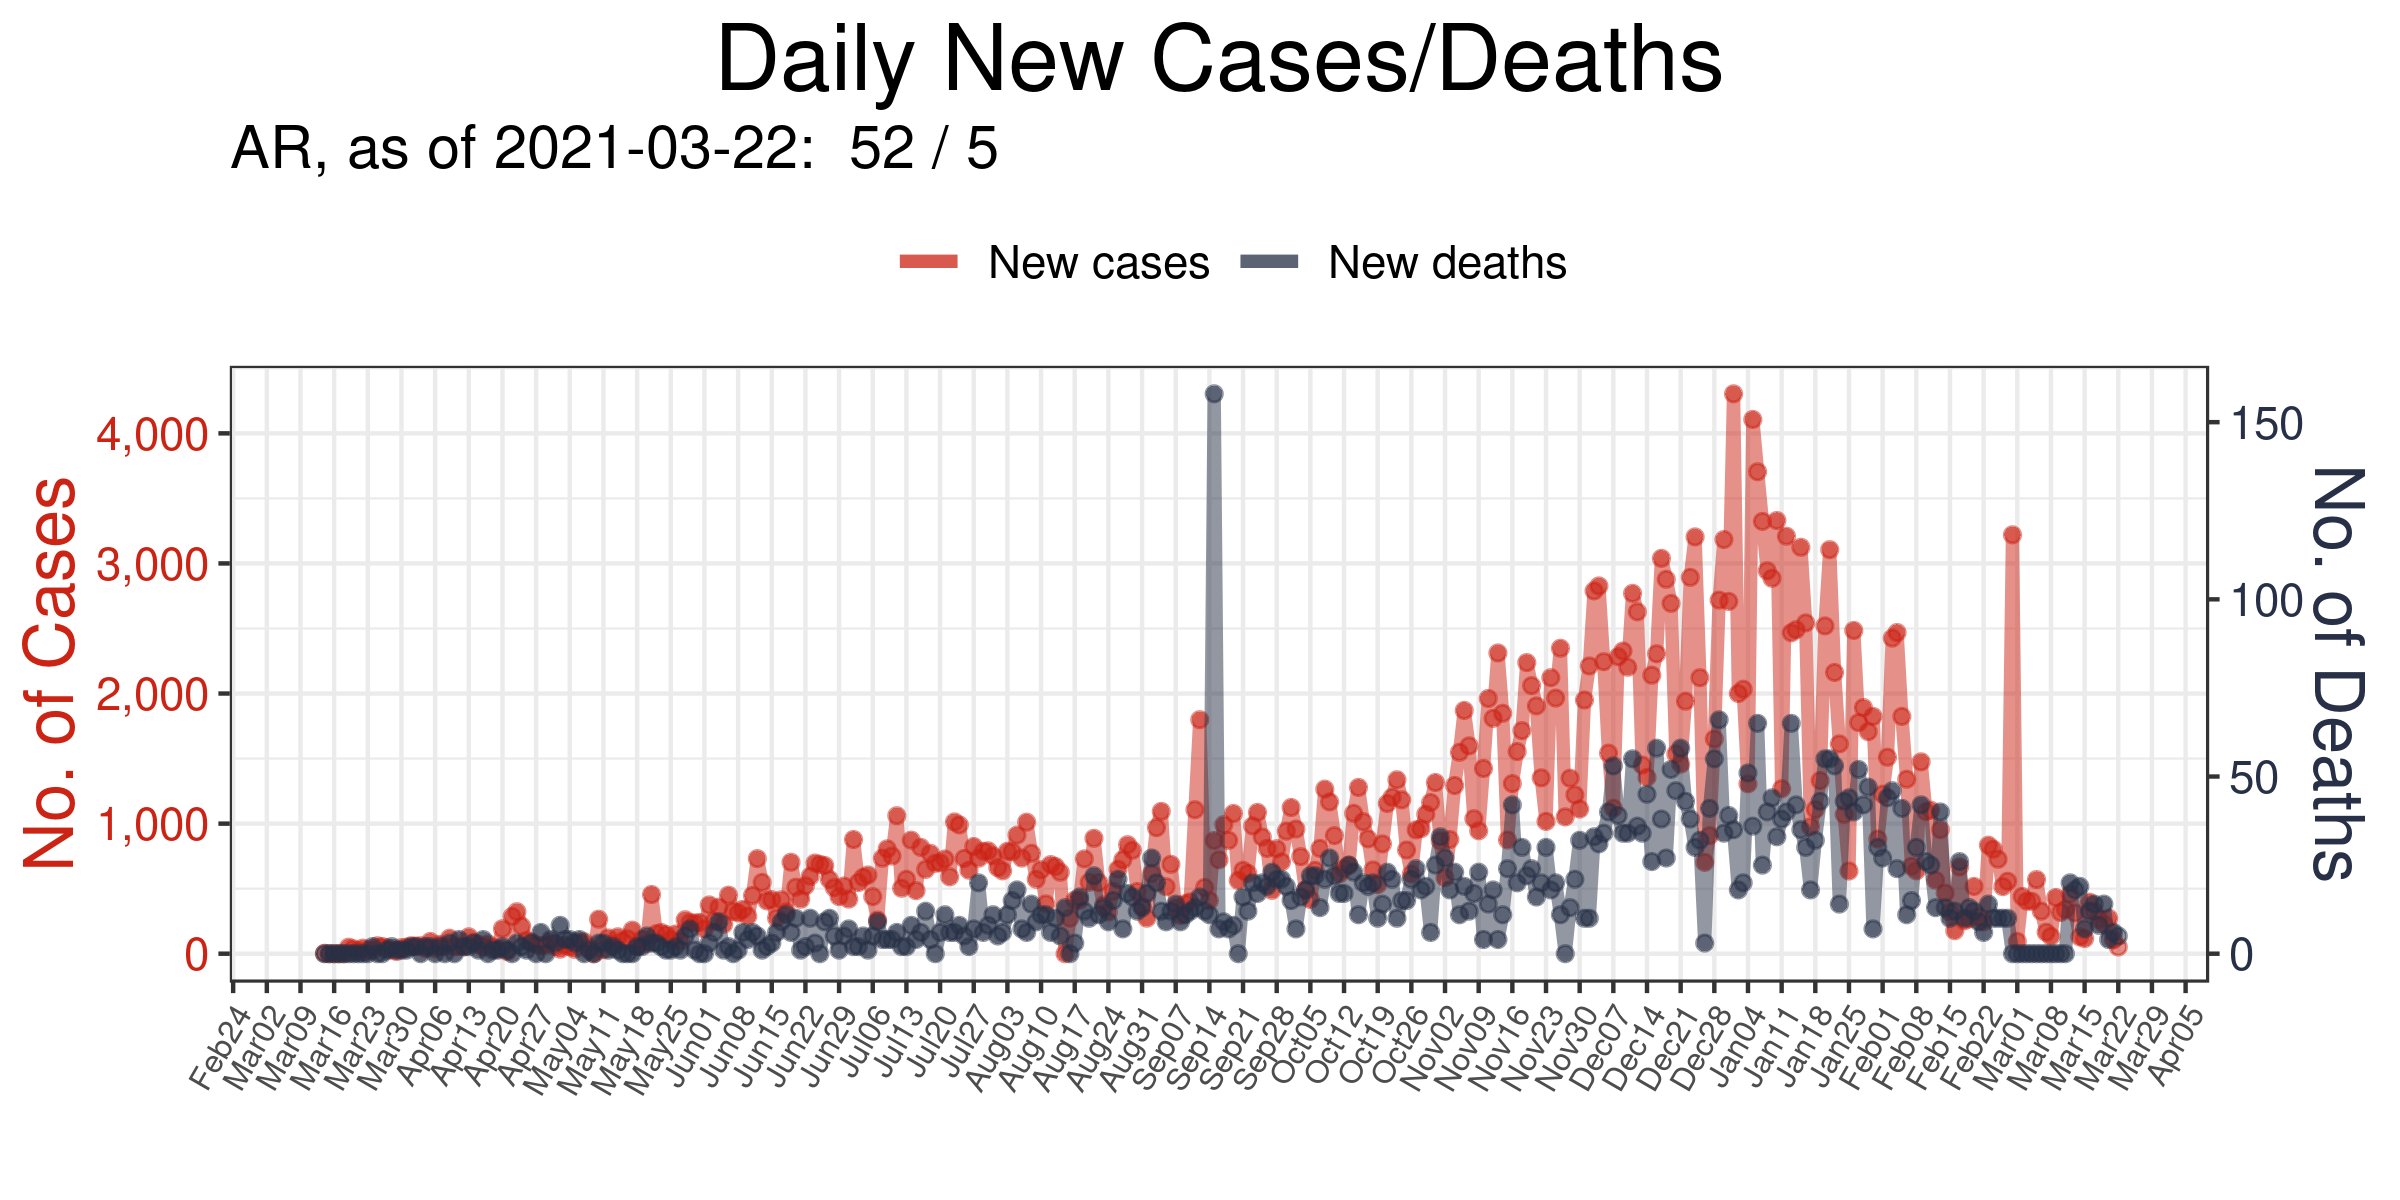 Daily New Cases/Deaths
AR, as of 2021-03-22:  52 / 5
New cases New deaths
No. of Cases
4,000
3,000
2,000
1,000
0
150
100
50
0
No. of Deaths
Feb24 Mar02 Mar09 Mar16 Mar23 Mar30 Apr06 Apr13 Apr20 Apr27 May04 May11 May18 May25 Jun01 Jun08 Jun15 Jun22 Jun29 Jul06 Jul13 Jul20 Jul27 Aug03 Aug10 Aug17 Aug24 Aug31 Sep07 Sep14 Sep21 Sep28 Oct05 Oct12 Oct19 Oct26 Nov02 Nov09 Nov16 Nov23 Nov30 Dec07 Dec14 Dec21 Dec28 Jan04 Jan11 Jan18 Jan25 Feb01 Feb08 Feb15 Feb22 Mar01 Mar08 Mar15 Mar22 Mar29 Apr05